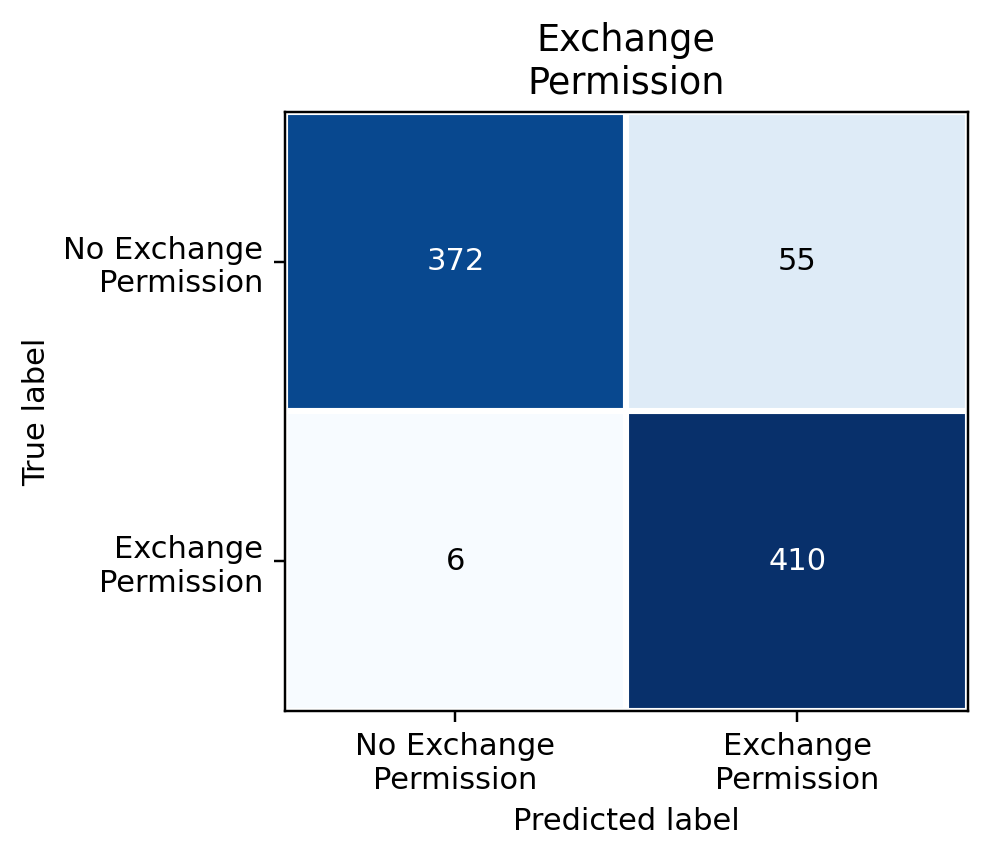 Exchange
Permission
No Exchange
Permission
372
55
True label
Exchange
Permission
6
410
No Exchange
Permission
Exchange
Permission
Predicted label